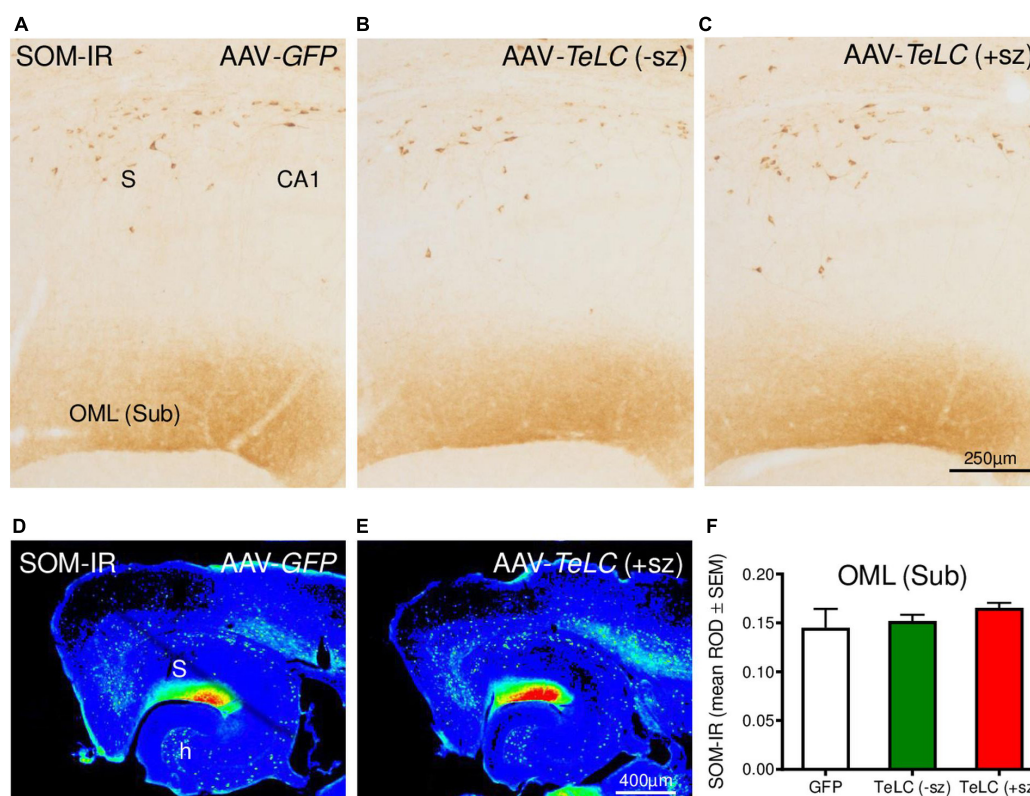 A
B
C
SOM-IR AAV-GFP
AAV-TeLC (-sz)
AAV-TeLC (+sz)
S
CA1
OML (Sub)
250µm
D
E
F
SOM-IR AAV-GFP
AAV-TeLC (+sz)
S
h
400µm
OML (Sub)
SOM-IR (mean ROD ± SEM)
0.20
0.15
0.10
0.05
0.00
GFP
TeLC (-sz)
TeLC (+sz